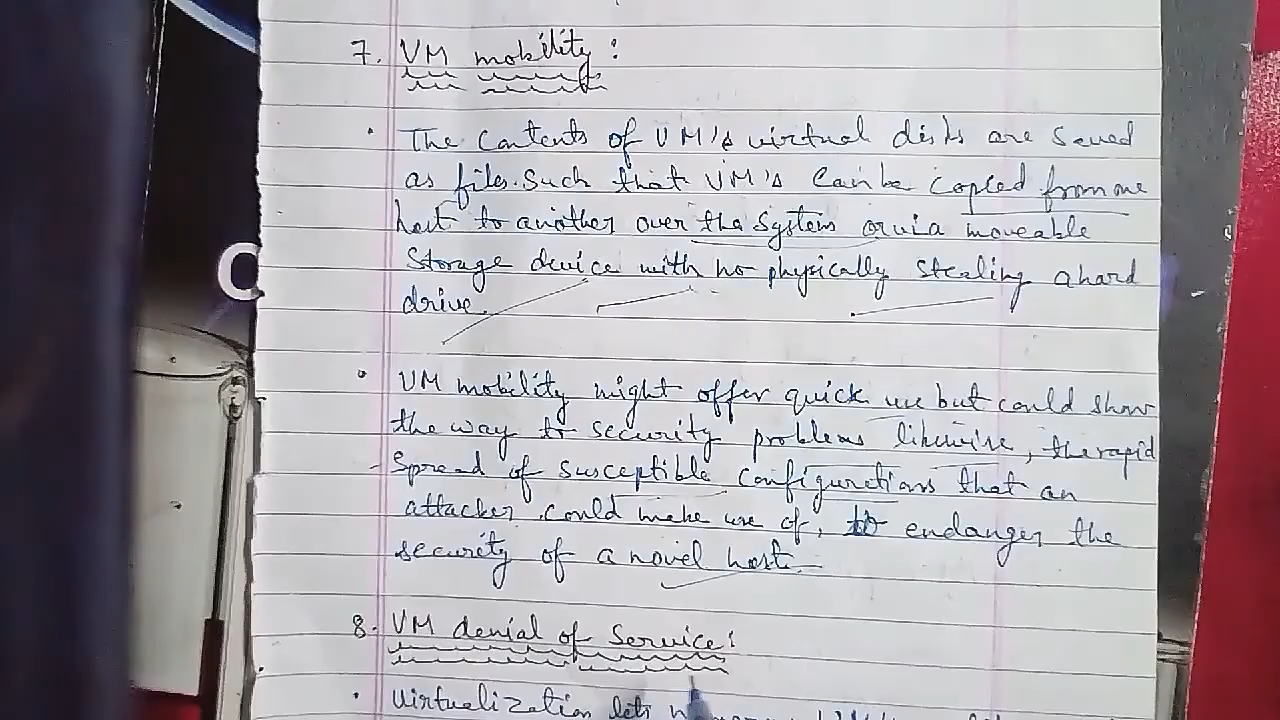 7. VM mobility :
• The contents of VM's virtual disks are saved
as files. Such that VM's can be copied from one
host to another over the system or via moveable
Storage device with no physically stealing a hard
drive.
• VM mobility might offer quick use but could show
the way to security problems likewise, the rapid
Spread of susceptible configurations that an
attacker could make use of, to endanger the
security of a novel host.
8. VM denial of Service :
• Virtualization lets
C